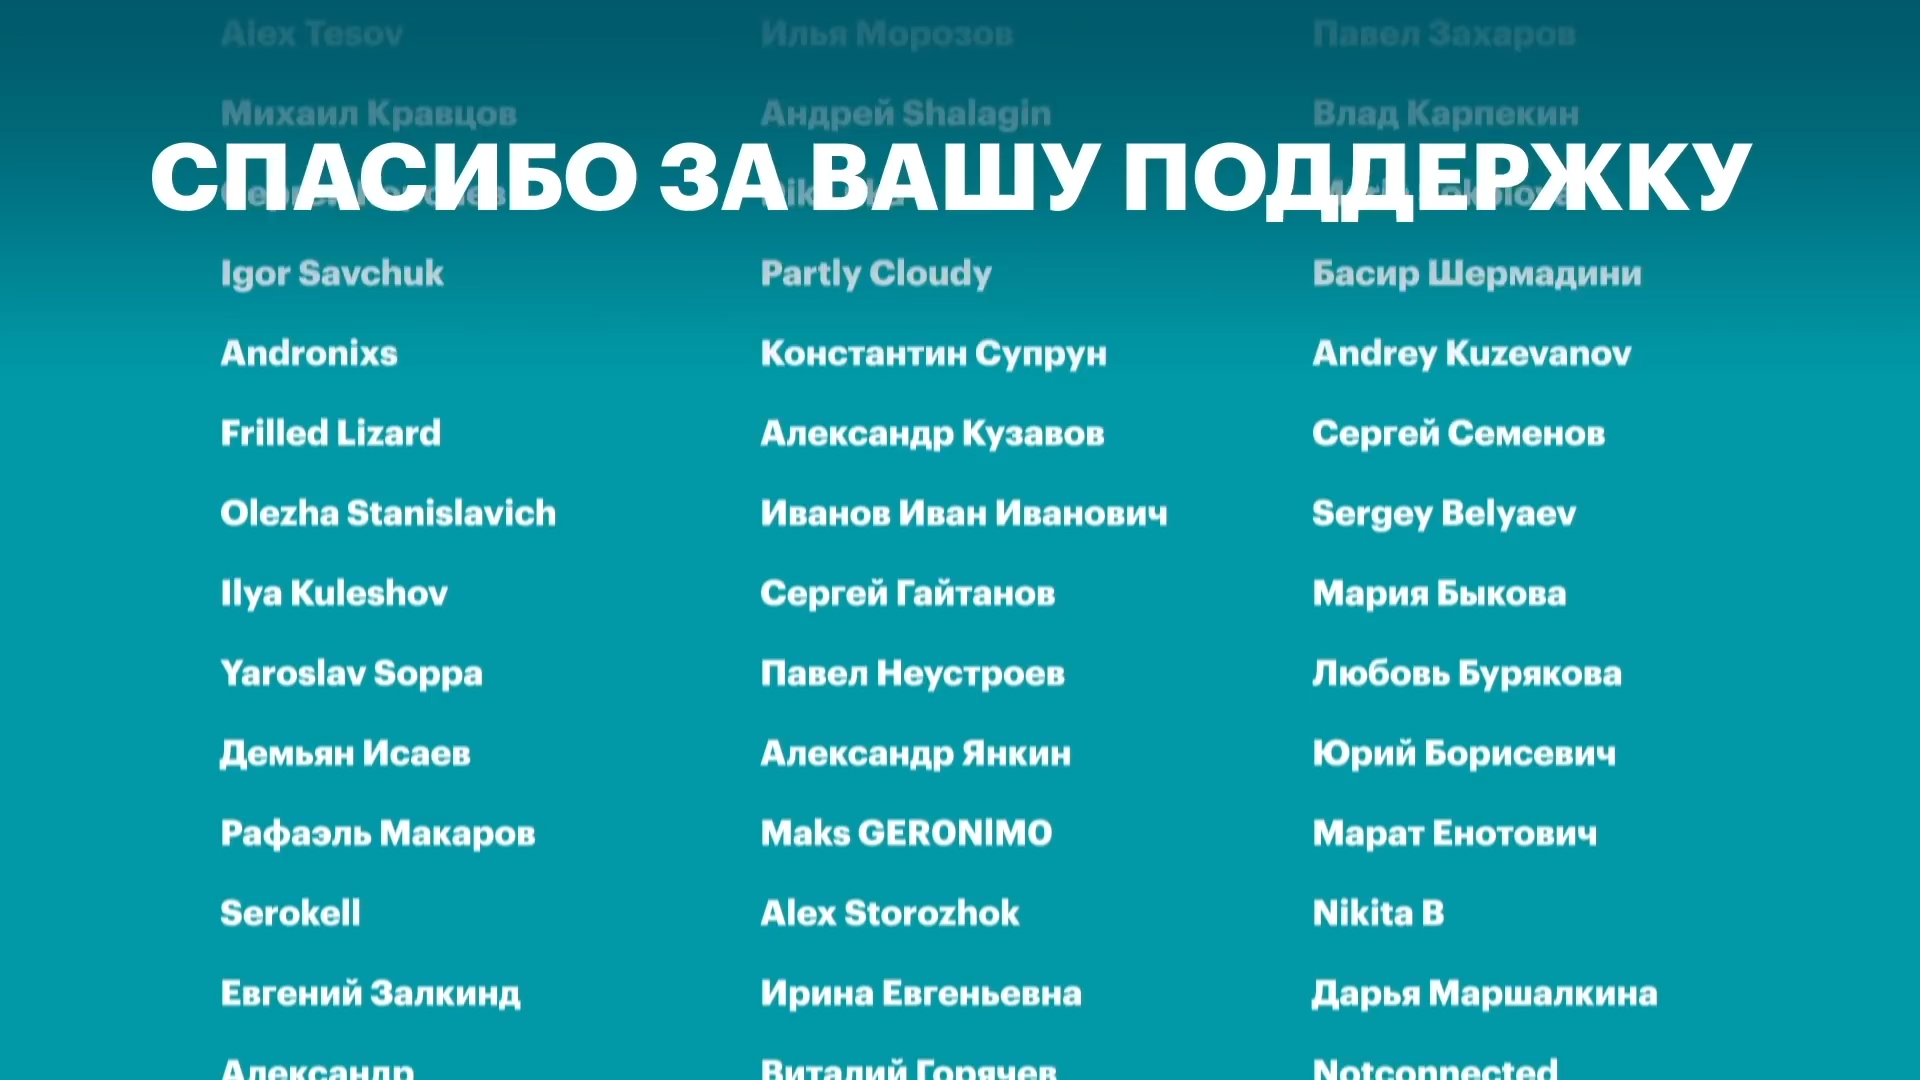 Alex Tesov Илья Морозов Павел Захаров
Михаил Кравцов Андрей Shalagin Влад Карпекин
СПАСИБО ЗА ВАШУ ПОДДЕРЖКУ
Igor Savchuk Partly Cloudy Басир Шермадини
Andronixs Константин Супрун Andrey Kuzevanov
Frilled Lizard Александр Кузавов Сергей Семенов
Olezha Stanislavich Иванов Иван Иванович Sergey Belyaev
Ilya Kuleshov Сергей Гайтанов Мария Быкова
Yaroslav Soppa Павел Неустроев Любовь Бурякова
Демьян Исаев Александр Янкин Юрий Борисевич
Рафаэль Макаров Maks GERONIMO Марат Енотович
Serokell Alex Storozhok Nikita B
Евгений Залкинд Ирина Евгеньевна Дарья Маршалкина
Александр Виталий Горячев Notconnected